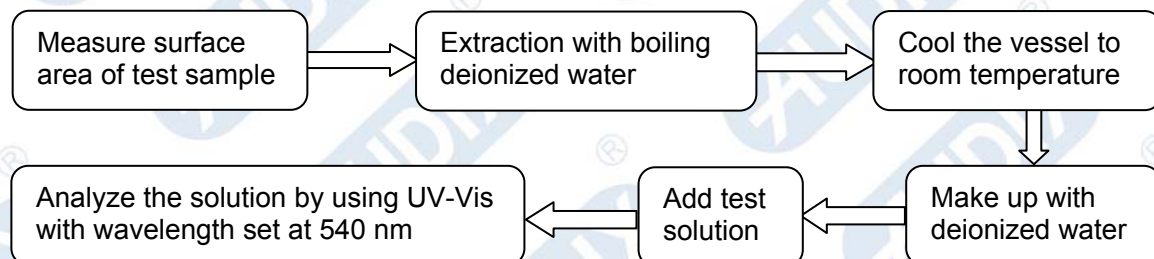 Measure surface
area of test sample
Extraction with boiling
deionized water
Cool the vessel to
room temperature
Make up with
deionized water
Add test
solution
Analyze the solution by using UV-Vis
with wavelength set at 540 nm
AUDIX
®
AUDIX
®